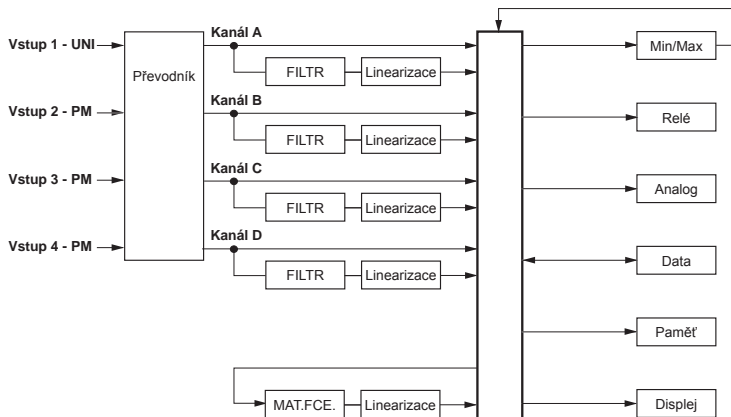 Vstup 1 - UNI
Vstup 2 - PM
Vstup 3 - PM
Vstup 4 - PM
Převodník
Kanál A
FILTR
Linearizace
Kanál B
FILTR
Linearizace
Kanál C
FILTR
Linearizace
Kanál D
FILTR
Linearizace
MAT.FCE.
Linearizace
Min/Max
Relé
Analog
Data
Paměť
Displej